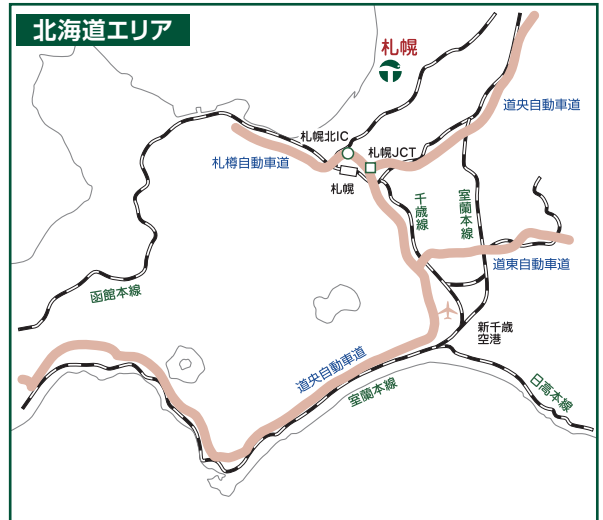 北海道エリア
札幌
道央自動車道
札幌北IC
札幌JCT
札樽自動車道
札幌
千歳線
室蘭本線
道東自動車道
函館本線
新千歳
空港
道央自動車道
室蘭本線
日高本線